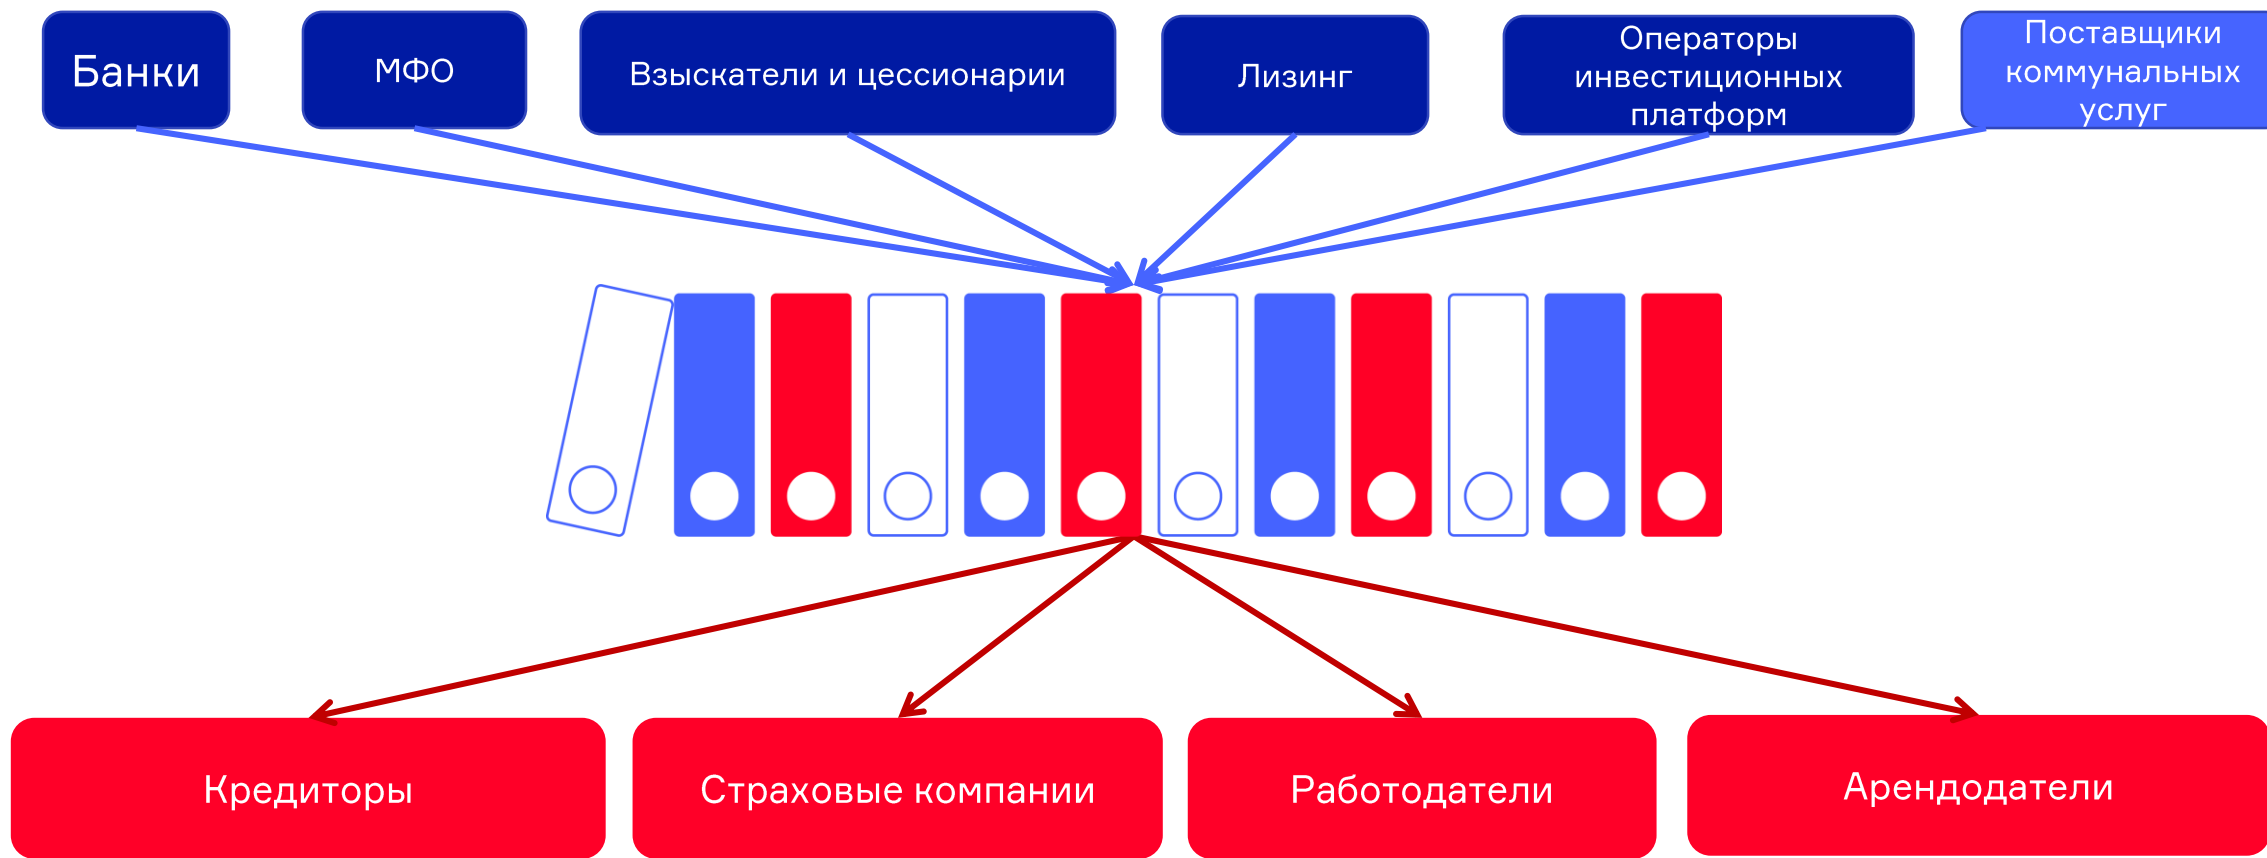 Банки
МФО
Взыскатели и цессионарии
Лизинг
Операторы
инвестиционных
платформ
Поставщики
коммунальных
услуг
Кредиторы
Страховые компании
Работодатели
Арендодатели